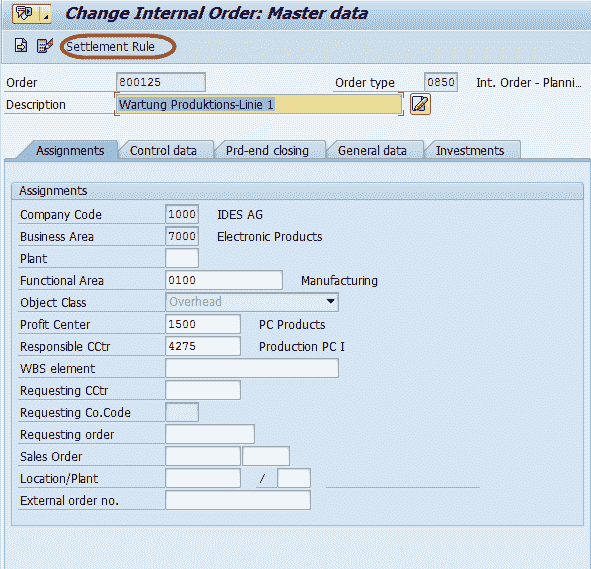 Change Internal Order: Master data
Settlement Rule
Order 800125 Order type 0850 Int. Order - Planni...
Description Wartung Produktions-Linie 1
Assignments Control data Prd-end closing General data Investments
Assignments
Company Code 1000 IDES AG
Business Area 7000 Electronic Products
Plant
Functional Area 0100 Manufacturing
Object Class Overhead
Profit Center 1500 PC Products
Responsible CCtr 4275 Production PC I
WBS element
Requesting CCtr
Requesting Co.Code
Requesting order
Sales Order
Location/Plant /
External order no.